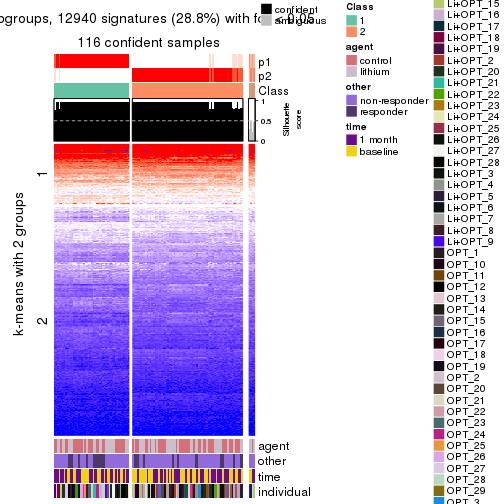 ogroups, 12940 signatures (28.8%) with
116 confident samples
confident
ambiguous
p1
p2
Class
1
0.5
0
Silhouette
score
1
2
k-means with 2 groups
agent
other
time
individual
Class
1
2
agent
control
lithium
other
non-responder
responder
time
1 month
baseline
Li+OPT_15
Li+OPT_16
Li+OPT_17
Li+OPT_18
Li+OPT_19
Li+OPT_2
Li+OPT_20
Li+OPT_21
Li+OPT_22
Li+OPT_23
Li+OPT_24
Li+OPT_25
Li+OPT_26
Li+OPT_27
Li+OPT_28
Li+OPT_3
Li+OPT_4
Li+OPT_5
Li+OPT_6
Li+OPT_7
Li+OPT_8
Li+OPT_9
OPT_1
OPT_10
OPT_11
OPT_12
OPT_13
OPT_14
OPT_15
OPT_16
OPT_17
OPT_18
OPT_19
OPT_2
OPT_20
OPT_21
OPT_22
OPT_23
OPT_24
OPT_25
OPT_26
OPT_27
OPT_28
OPT_29